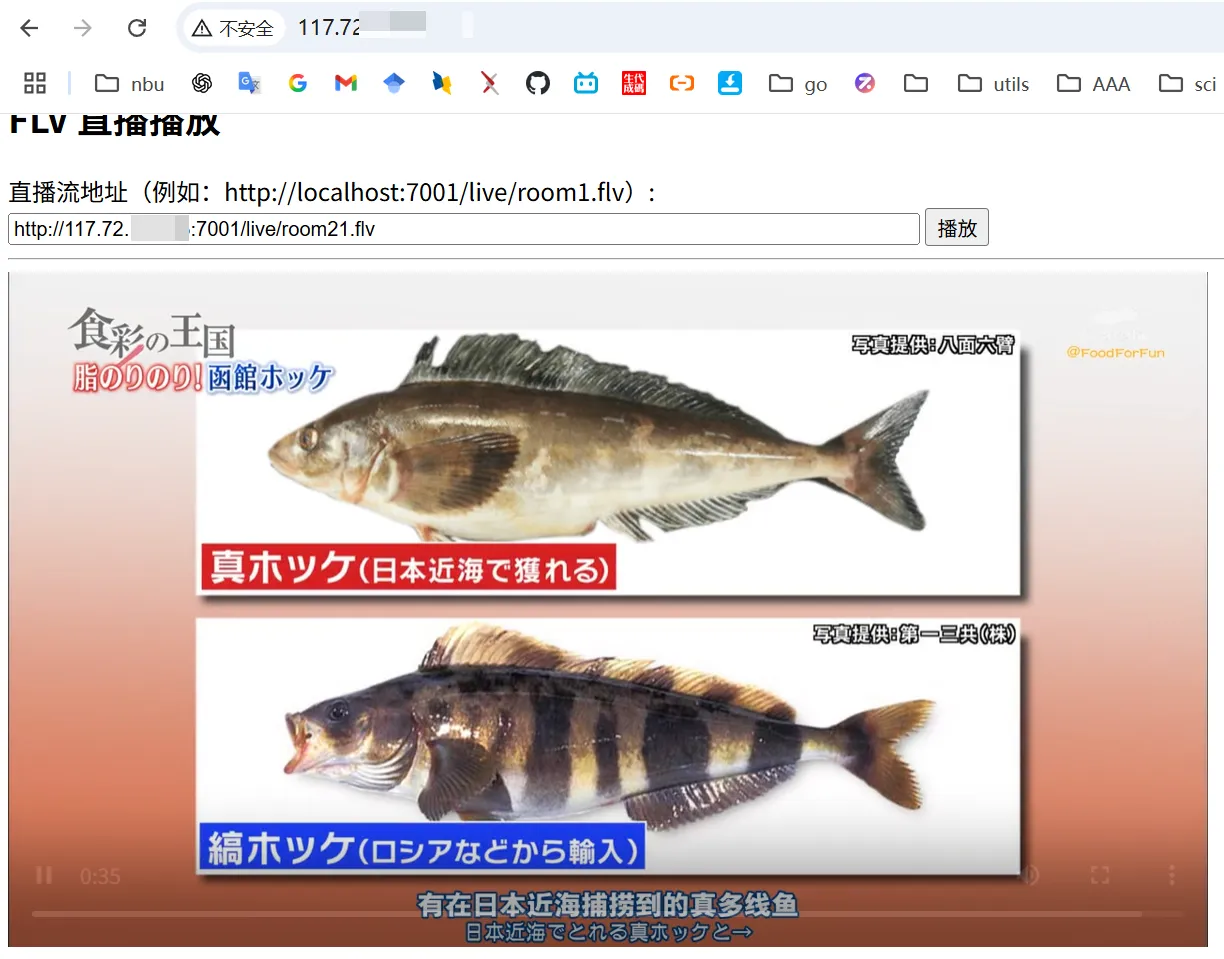 不安全 117.72
nbu go utils AAA sci
生代
成碼
FLV 直播播放
直播流地址（例如：http://localhost:7001/live/room1.flv）:
http://117.72. :7001/live/room21.flv 播放
食彩の王国
脂のりのり!函館ホッケ
写真提供:八面六臂
@FoodForFun
真ホッケ(日本近海で獲れる)
写真提供:第一三共(株)
縞ホッケ(ロシアなどから輸入)
0:35
有在日本近海捕捞到的真多线鱼
日本近海でとれる真ホッケと→